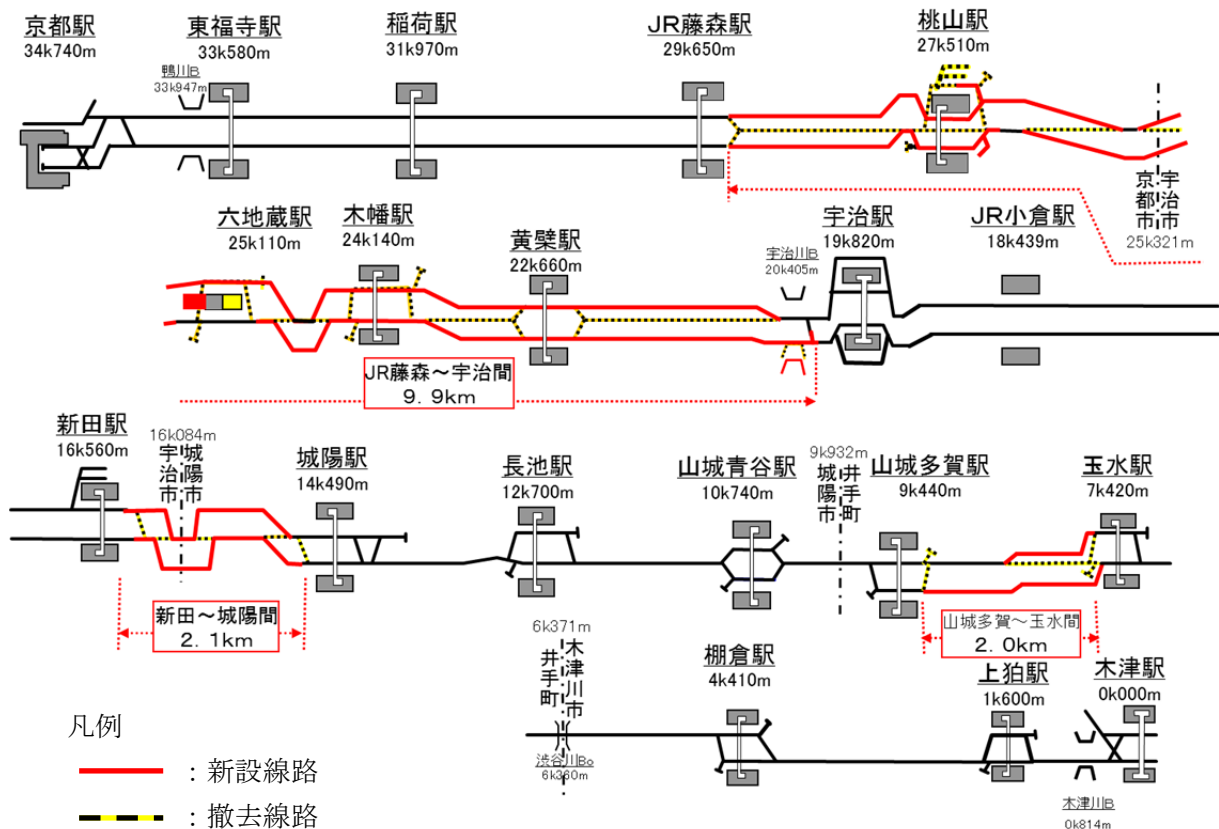 京都駅
34k740m
東福寺駅
33k580m
稲荷駅
31k970m
JR藤森駅
29k650m
桃山駅
27k510m
鴨川B
33k947m
京都市
宇治市
25k321m
六地蔵駅
25k110m
木幡駅
24k140m
黄檗駅
22k660m
宇治川B
20k405m
宇治駅
19k820m
JR小倉駅
18k439m
JR藤森～宇治間
9.9km
新田駅
16k560m
16k084m
宇治市
城陽市
城陽駅
14k490m
長池駅
12k700m
山城青谷駅
10k740m
9k932m
城陽市
井手町
山城多賀駅
9k440m
玉水駅
7k420m
新田～城陽間
2.1km
山城多賀～玉水間
2.0km
6k371m
井手町
木津川市
渋谷川Bo
6k360m
棚倉駅
4k410m
上狛駅
1k600m
木津駅
0k000m
木津川B
0k814m
凡例
：新設線路
：撤去線路